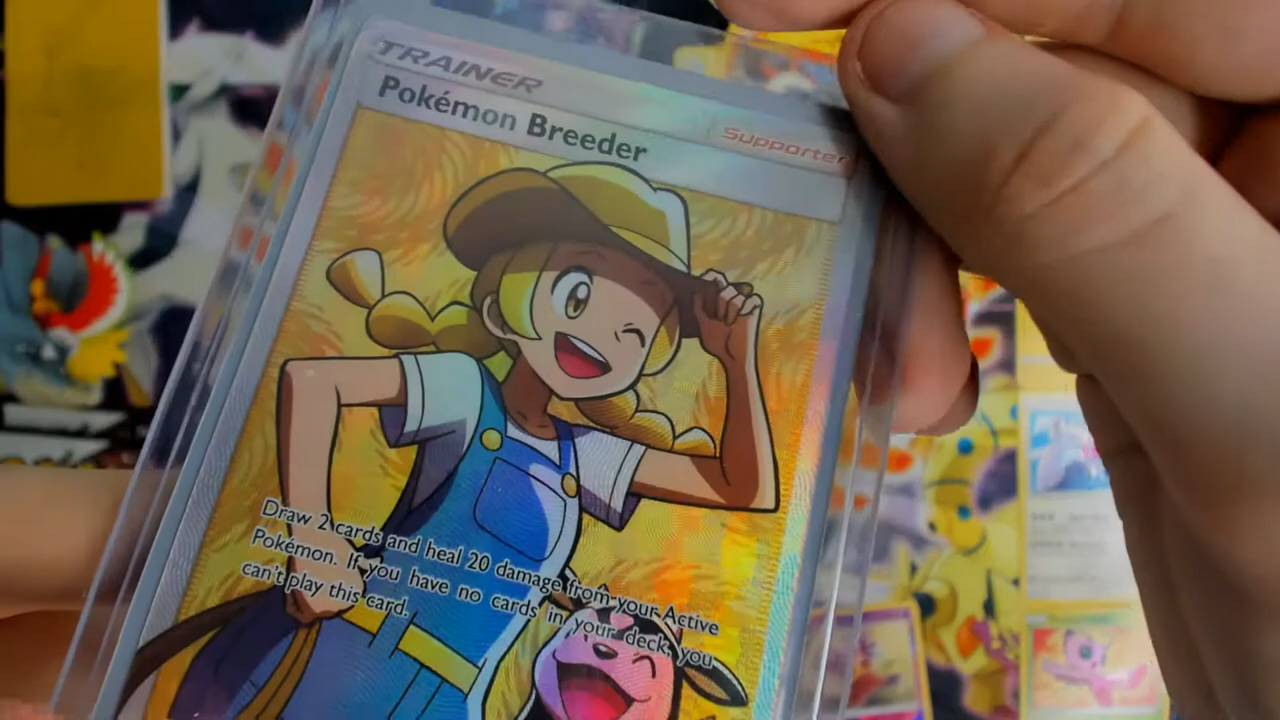 TRAINER
Pokémon Breeder
Supporter
Draw 2 cards and heal 20 damage from your Active
Pokémon. If you have no cards in your deck, you
can't play this card.